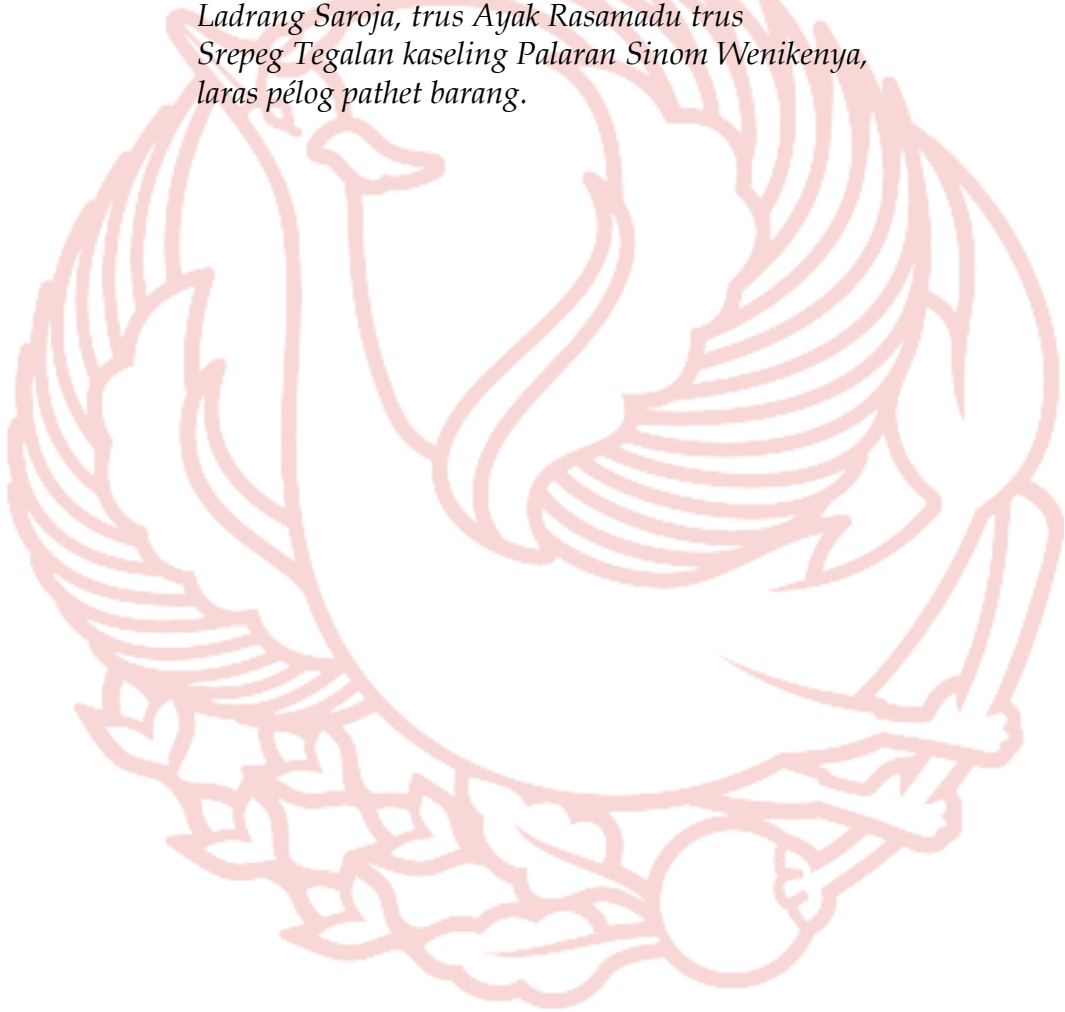 Ladrang Saroja, trus Ayak Rasamadu trus
Srepeg Tegalan kaseling Palaran Sinom Wenikenya,
laras pélog pathet barang.